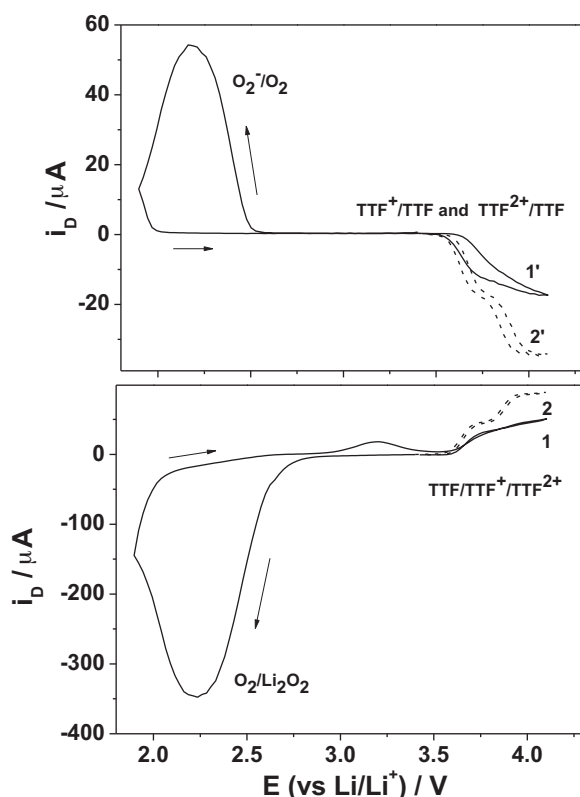 60
40
20
0
-20
i_D / μA
O₂⁻/O₂
TTF⁺/TTF and TTF²⁺/TTF
1'
2'
0
-100
-200
-300
-400
i_D / μA
2
1
TTF/TTF⁺/TTF²⁺
O₂/Li₂O₂
2.0 2.5 3.0 3.5 4.0
E (vs Li/Li⁺) / V